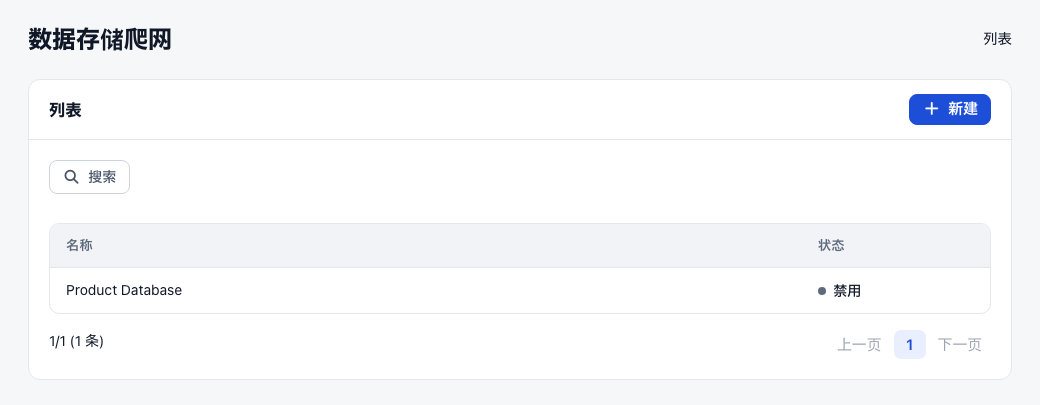 数据存储爬网
列表
列表
新建
搜索
名称 状态
Product Database 禁用
1/1 (1 条)
上一页 1 下一页